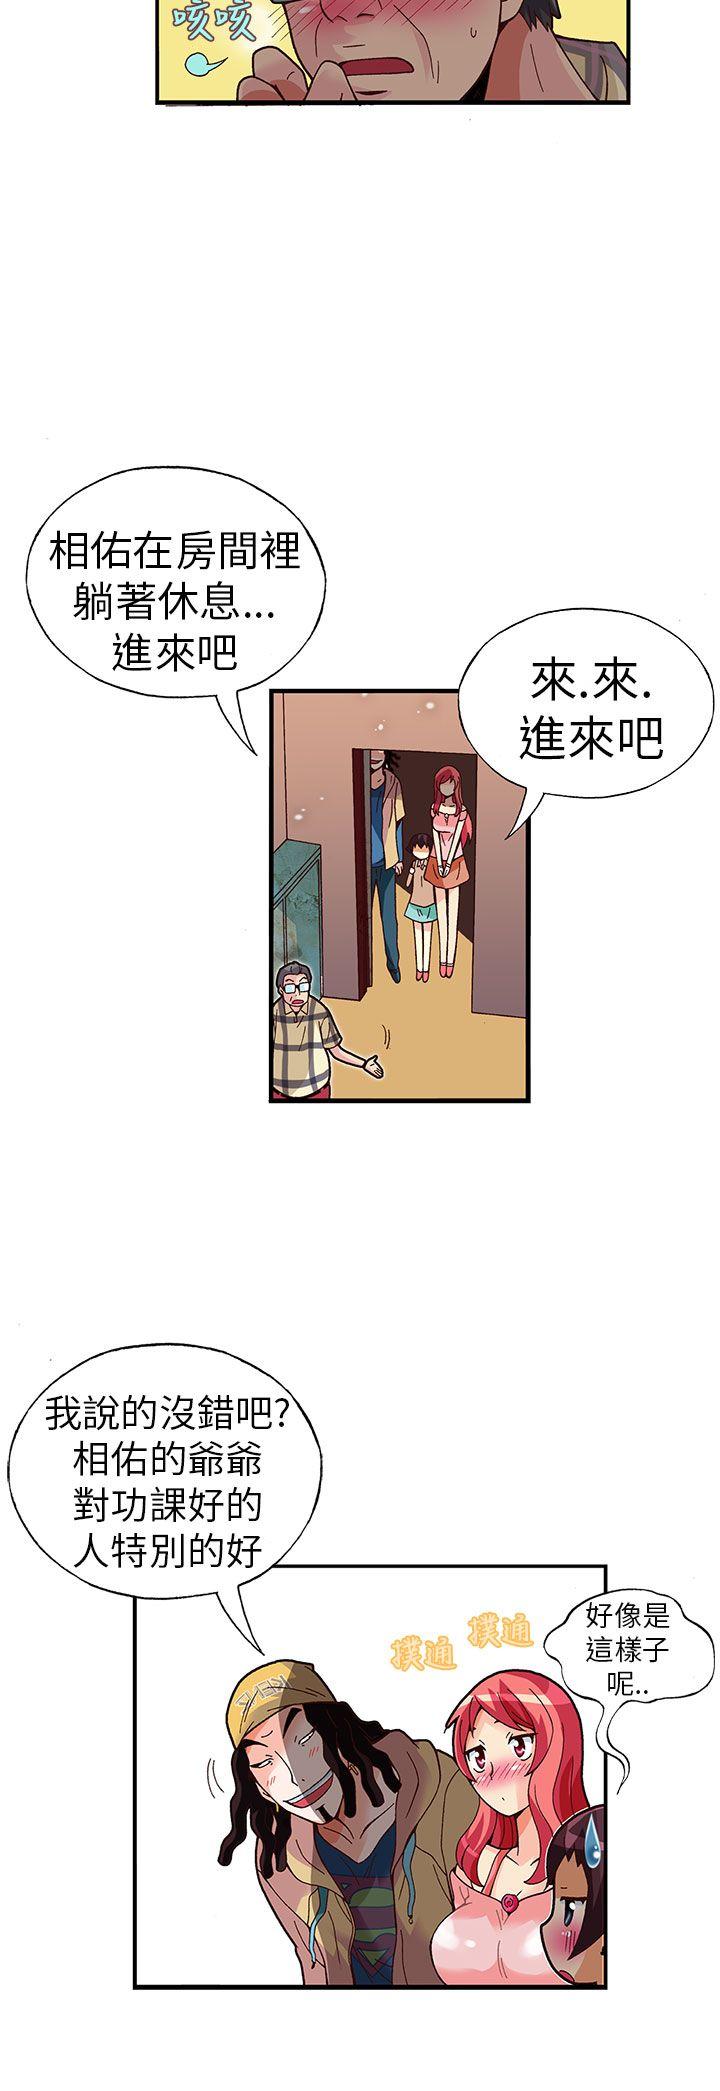 咳咳
相佑在房間裡
躺著休息...
進來吧
來.來.
進來吧
我說的沒錯吧?
相佑的爺爺
對功課好的
人特別的好
好像是
這樣子
呢..
撲通
撲通